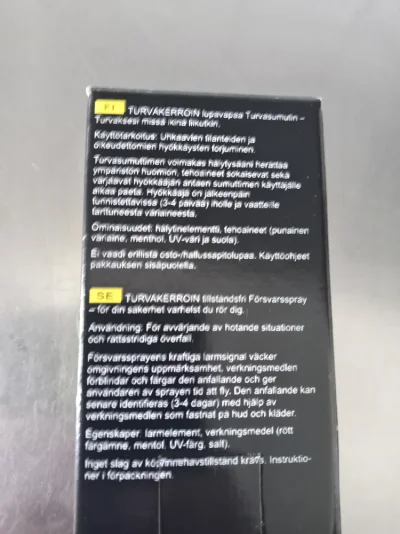 FI TURVAKERROIN lupavapaa Turvasumutin –
Turvaksesi missä ikinä liikutkin.
Käyttötarkoitus: Uhkaavien tilanteiden ja
oikeudettomien hyökkäysten torjuminen.
Turvasumuttimen voimakas hälytysääni herättää
ympäristön huomion, tehoaineet sokaisevat sekä
värjäävät hyökkääjän antaen sumuttimen käyttäjälle
aikaa paeta. Hyökkääjä on jälkeenpäin
tunnistettavissa (3-4 päivää) iholle ja vaatteille
tarttuneesta väriaineesta.
Ominaisuudet: hälytinelementti, tehoaineet (punainen
väriaine, menthol, UV-väri ja suola).
Ei vaadi erillistä osto-/hallussapitolupaa. Käyttöohjeet
pakkauksen sisäpuolella.
SE TURVAKERROIN tillståndsfri Försvarsspray
– för din säkerhet varhelst du rör dig.
Användning: För avvärjande av hotande situationer
och rättsstridiga överfall.
Försvarssprayens kraftiga larmsignal väcker
omgivningens uppmärksamhet, verkningsmedlen
förblindar och färgar den anfallande och ger
användaren av sprayen tid att fly. Den anfallande kan
senare identifieras (3-4 dagar) med hjälp av
verkningsmedlen som fastnat på hud och kläder.
Egenskaper: larmelement, verkningsmedel (rött
färgämne, mentol, UV-färg, salt).
Inget slag av köp/innehavstillstånd krävs. Instruktio-
ner i förpackningen.